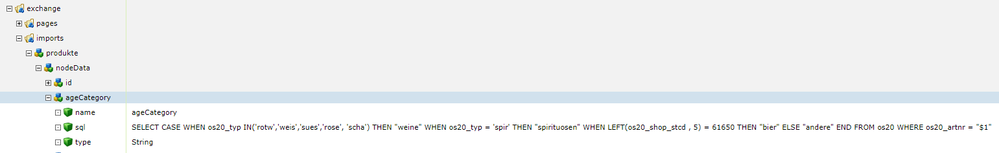 exchange
pages
imports
produkte
nodeData
id
ageCategory
name ageCategory
sql SELECT CASE WHEN os20_typ IN('rotw','weis','sues','rose', 'scha') THEN "weine" WHEN os20_typ = 'spir' THEN "spirituosen" WHEN LEFT(os20_shop_stcd , 5) = 61650 THEN "bier" ELSE "andere" END FROM os20 WHERE os20_artnr = "$1"
type String